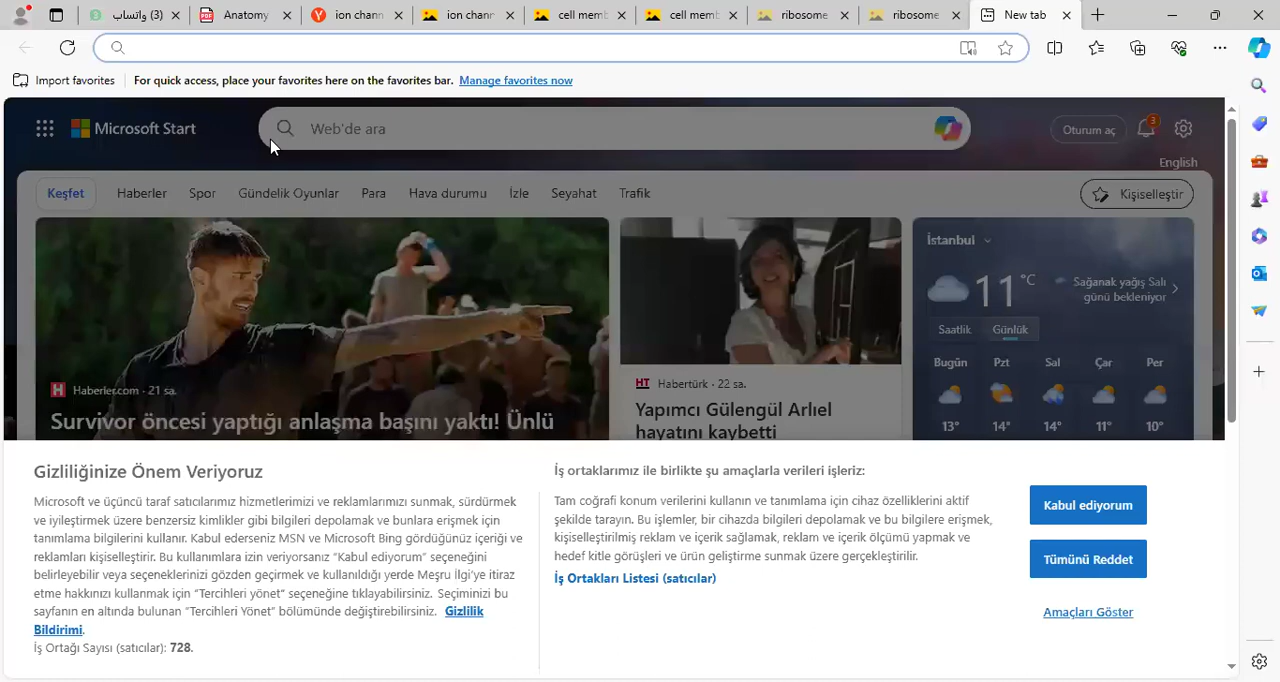 واتساب (3)
Anatomy
ion chann
ion chann
cell memb
cell memb
ribosome
ribosome
New tab
Import favorites
For quick access, place your favorites here on the favorites bar. Manage favorites now
Microsoft Start
Web'de ara
Oturum aç
3
English
Keşfet Haberler Spor Gündelik Oyunlar Para Hava durumu İzle Seyahat Trafik
Kişiselleştir
H Haberler.com · 21 sa.
Survivor öncesi yaptığı anlaşma başını yaktı! Ünlü
HT Habertürk · 22 sa.
Yapımcı Gülengül Arlıel
hayatını kaybetti
İstanbul
11 °C
Sağanak yağış Salı
günü bekleniyor
Saatlik Günlük
Bugün Pzt Sal Çar Per
13° 14° 14° 11° 10°
Gizliliğinize Önem Veriyoruz
Microsoft ve üçüncü taraf satıcılarımız hizmetlerimizi ve reklamlarımızı sunmak, sürdürmek
ve iyileştirmek üzere benzersiz kimlikler gibi bilgileri depolamak ve bunlara erişmek için
tanımlama bilgilerini kullanır. Kabul ederseniz MSN ve Microsoft Bing gördüğünüz içeriği ve
reklamları kişiselleştirir. Bu kullanımlara izin veriyorsanız “Kabul ediyorum” seçeneğini
belirleyebilir veya seçeneklerinizi gözden geçirmek ve kullanıldığı yerde Meşru İlgi'ye itiraz
etme hakkınızı kullanmak için “Tercihleri yönet” seçeneğine tıklayabilirsiniz. Seçiminizi bu
sayfanın en altında bulunan “Tercihleri Yönet” bölümünde değiştirebilirsiniz. Gizlilik
Bildirimi.
İş Ortağı Sayısı (satıcılar): 728.
İş ortaklarımız ile birlikte şu amaçlarla verileri işleriz:
Tam coğrafi konum verilerini kullanın ve tanımlama için cihaz özelliklerini aktif
şekilde tarayın. Bu işlemler, bir cihazda bilgileri depolamak ve bu bilgilere erişmek,
kişiselleştirilmiş reklam ve içerik sağlamak, reklam ve içerik ölçümü yapmak ve
hedef kitle görüşleri ve ürün geliştirme sunmak üzere gerçekleştirilir.
İş Ortakları Listesi (satıcılar)
Kabul ediyorum
Tümünü Reddet
Amaçları Göster